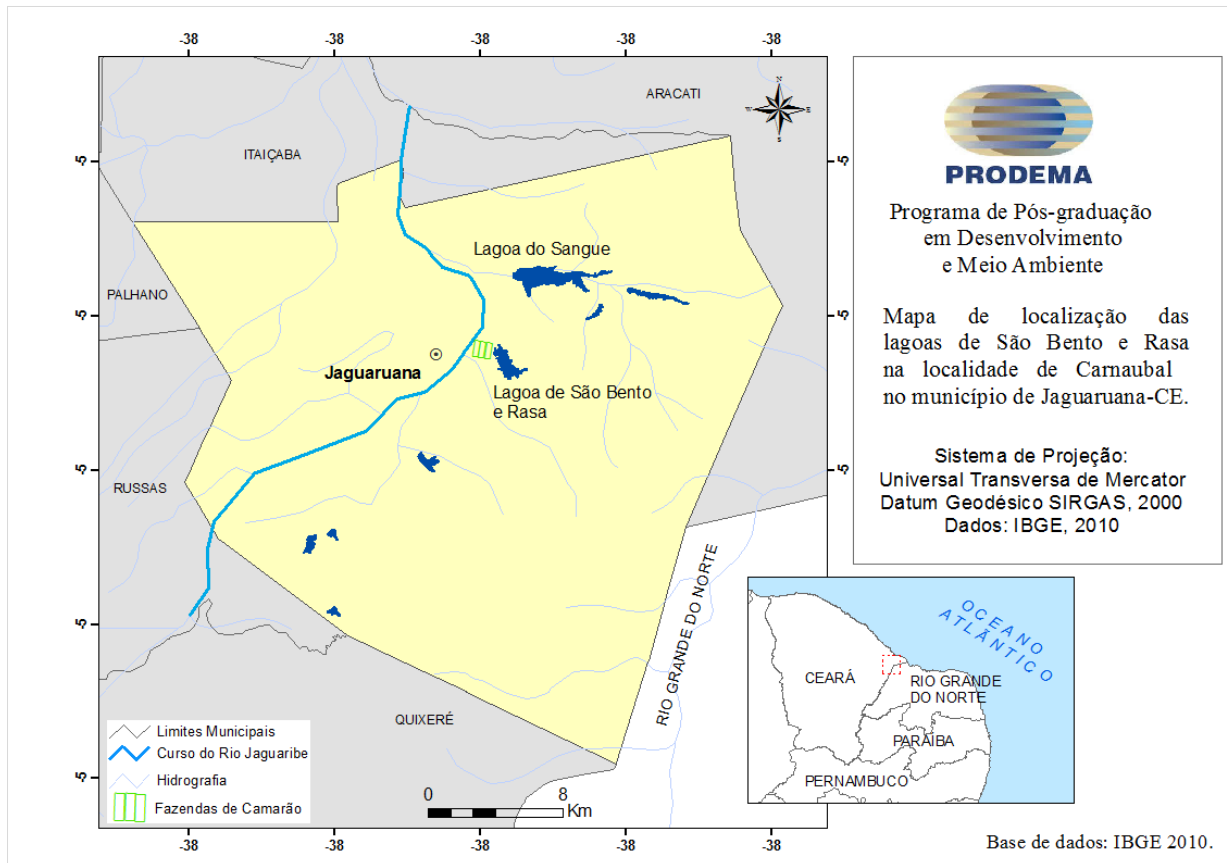 -38 -38 -38 -38 -38
-5
-5
-5
-5
-5
ARACATI
N
W E
S
ITAIÇABA
Lagoa do Sangue
PALHANO
Jaguaruana
Lagoa de São Bento
e Rasa
RUSSAS
RIO GRANDE DO NORTE
QUIXERÉ
Limites Municipais
Curso do Rio Jaguaribe
Hidrografia
Fazendas de Camarão
0 8
Km
-5
-5
-5
-5
-5
-38 -38 -38 -38 -38
PRODEMA
Programa de Pós-graduação
em Desenvolvimento
e Meio Ambiente
Mapa de localização das
lagoas de São Bento e Rasa
na localidade de Carnaubal
no município de Jaguaruana-CE.
Sistema de Projeção:
Universal Transversa de Mercator
Datum Geodésico SIRGAS, 2000
Dados: IBGE, 2010
OCEANO
ATLÂNTICO
CEARÁ
RIO GRANDE
DO NORTE
PARAÍBA
PERNAMBUCO
Base de dados: IBGE 2010.